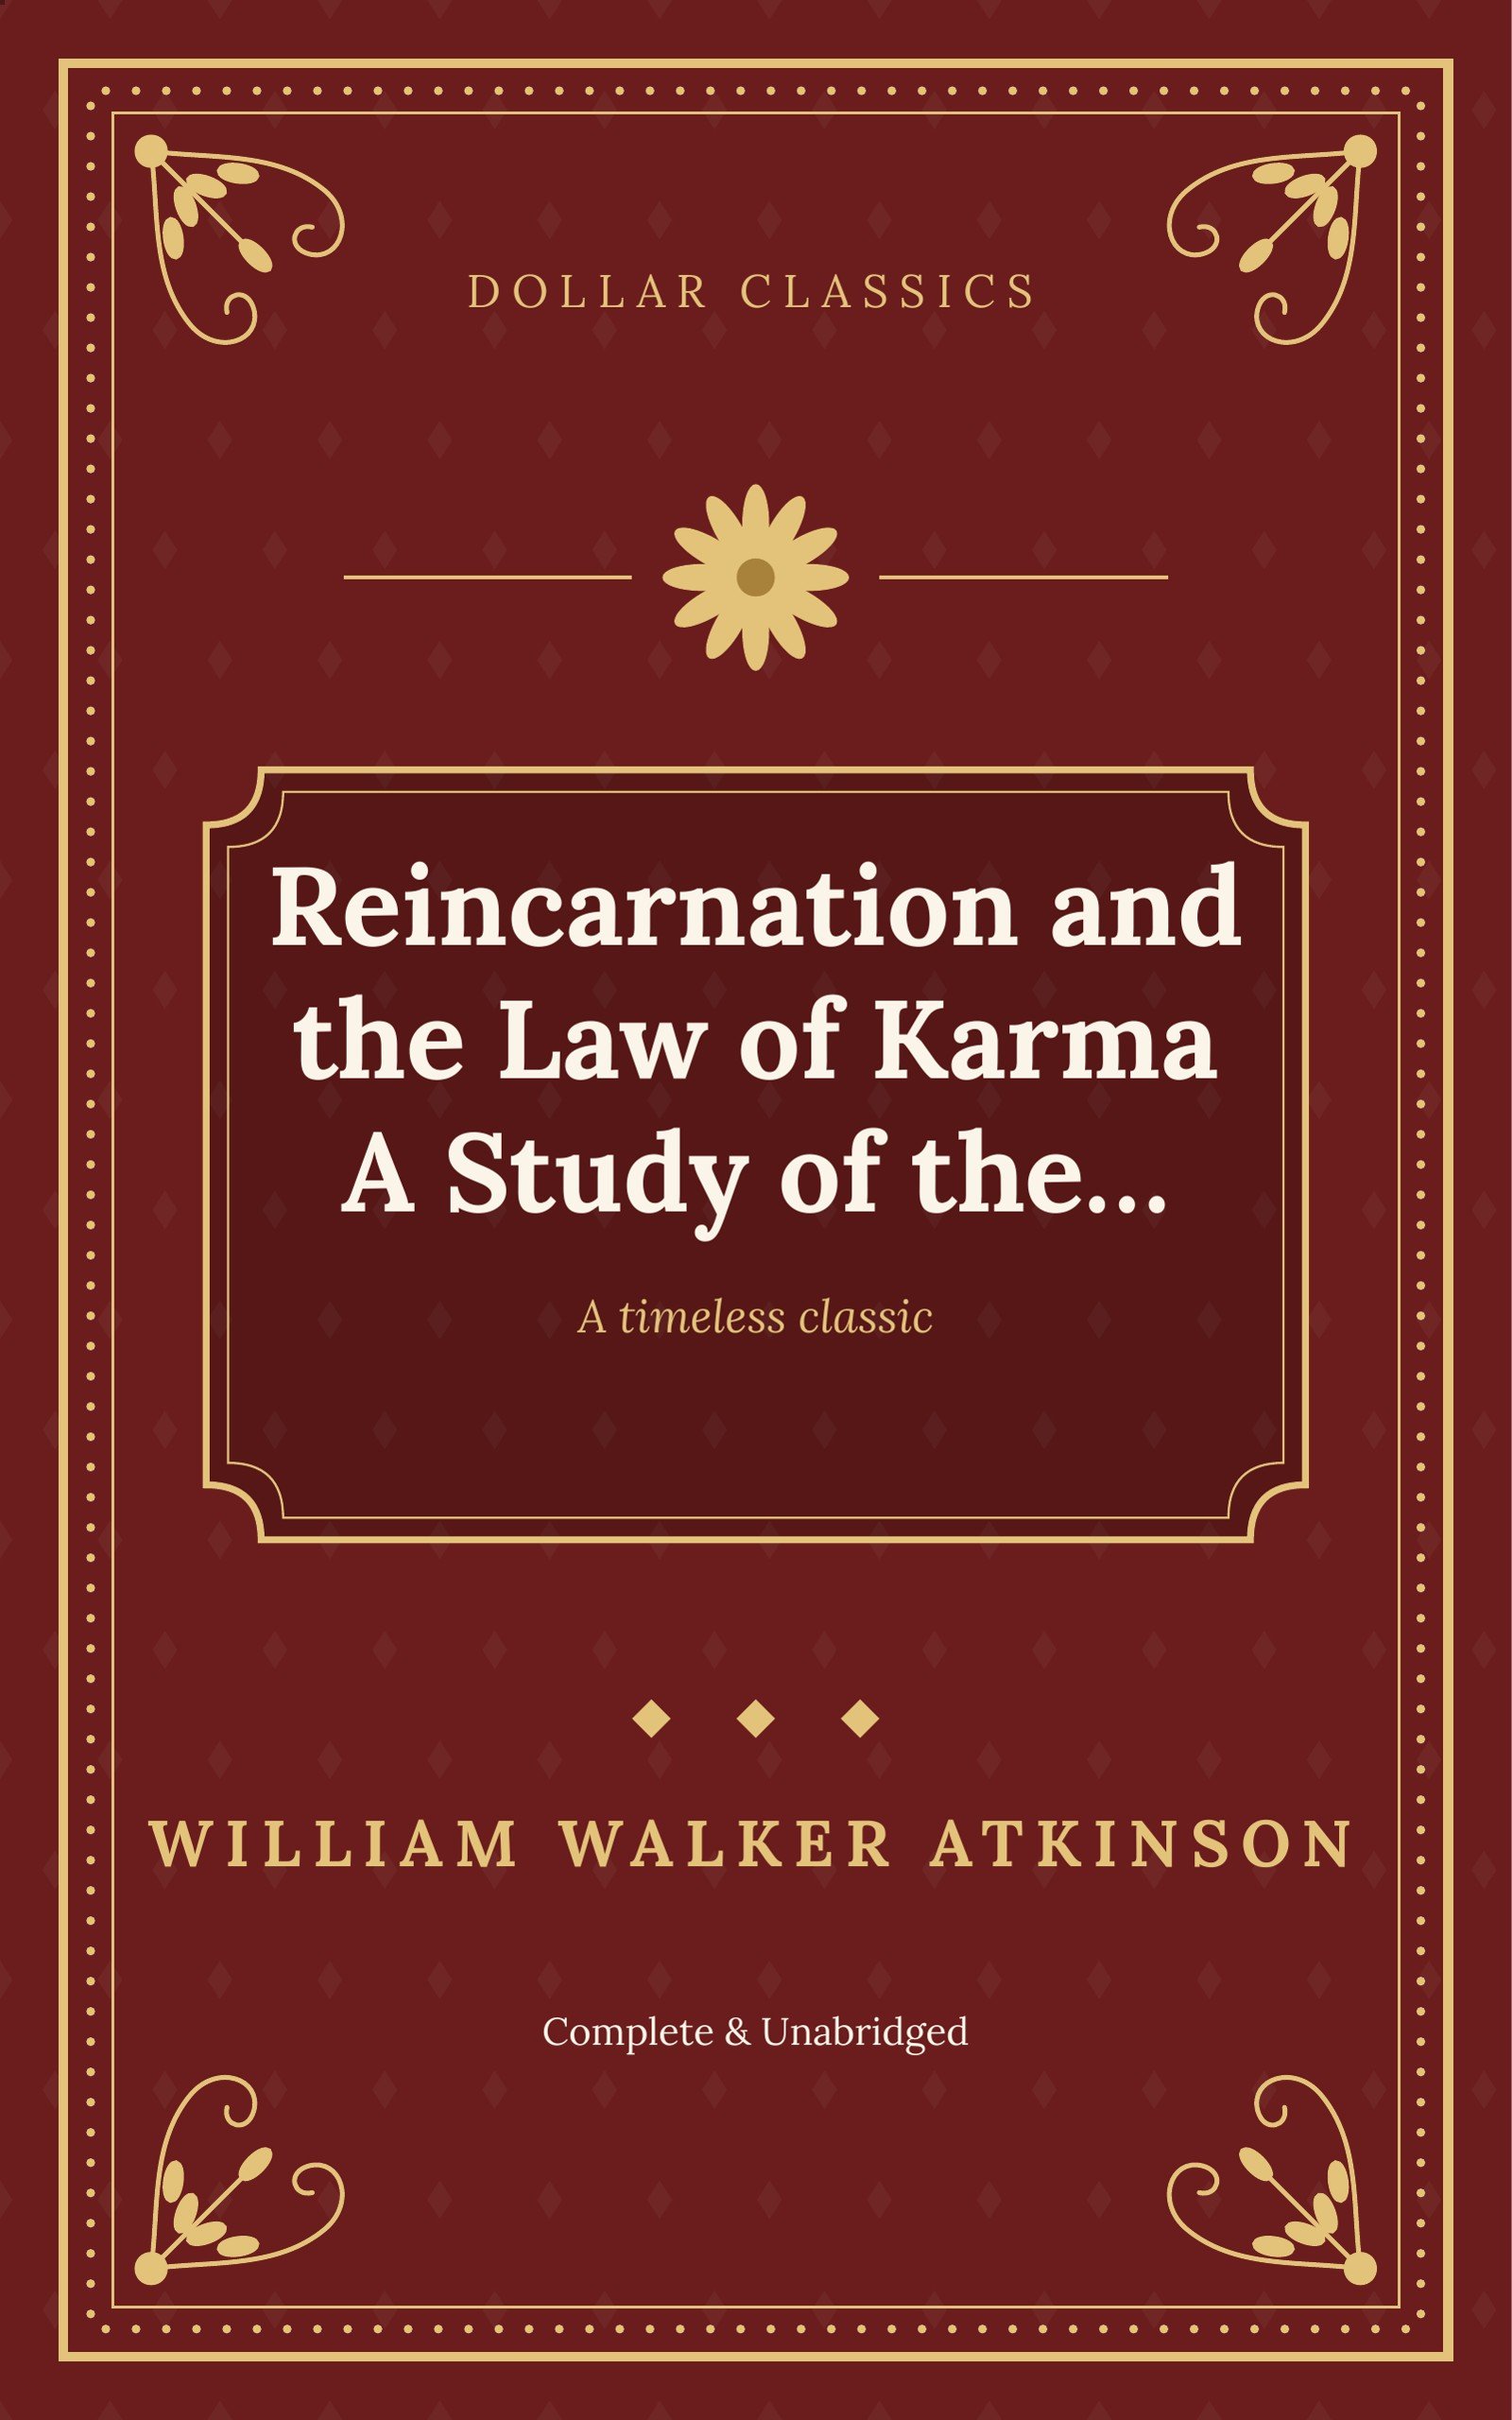 DOLLAR CLASSICS
Reincarnation and
the Law of Karma
A Study of the...
A timeless classic
WILLIAM WALKER ATKINSON
Complete & Unabridged